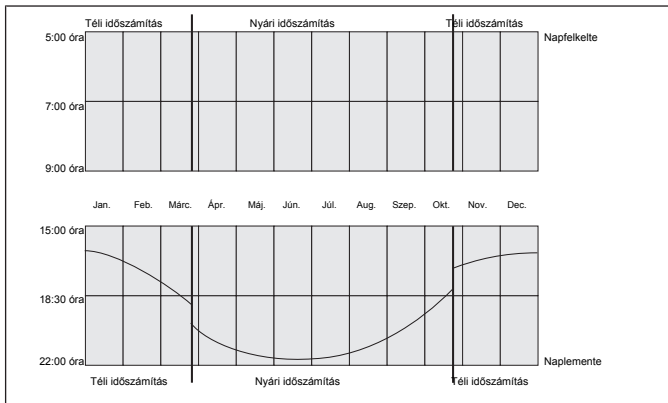 Téli időszámítás Nyári időszámítás Téli időszámítás
5:00 óra Napfelkelte
7:00 óra
9:00 óra
Jan. Feb. Márc. Ápr. Máj. Jún. Júl. Aug. Szep. Okt. Nov. Dec.
15:00 óra
18:30 óra
22:00 óra Naplemente
Téli időszámítás Nyári időszámítás Téli időszámítás